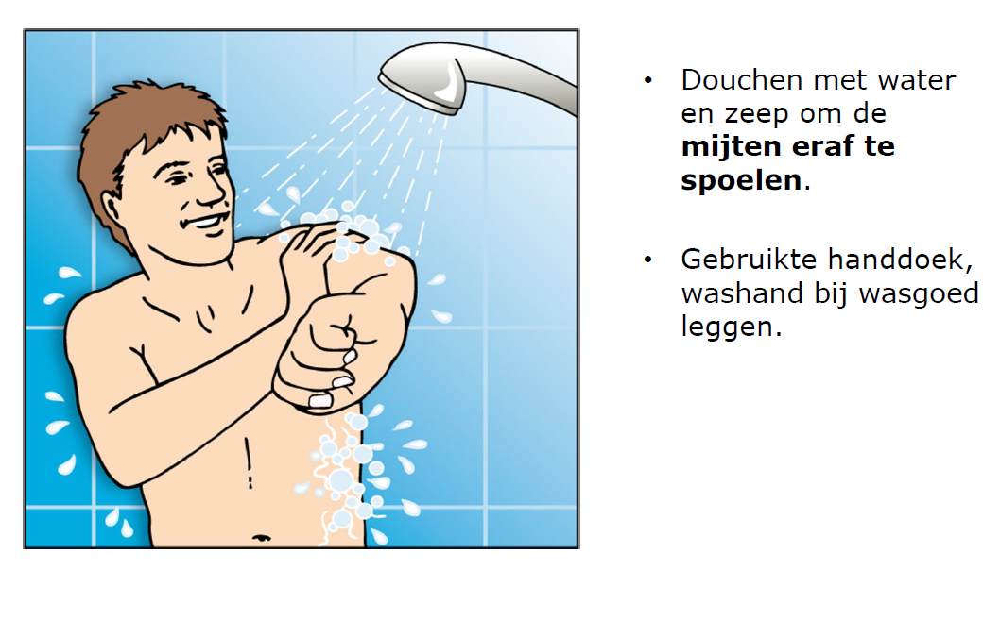 • Douchen met water
en zeep om de
mijten eraf te
spoelen.
• Gebruikte handdoek,
washand bij wasgoed
leggen.